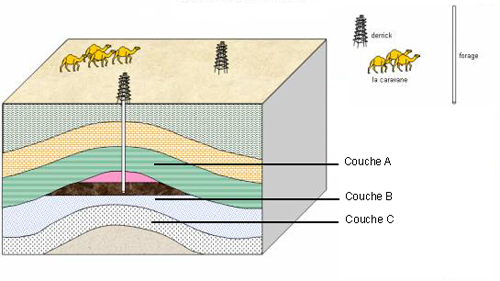 derrick
forage
la caravane
Couche A
Couche B
Couche C